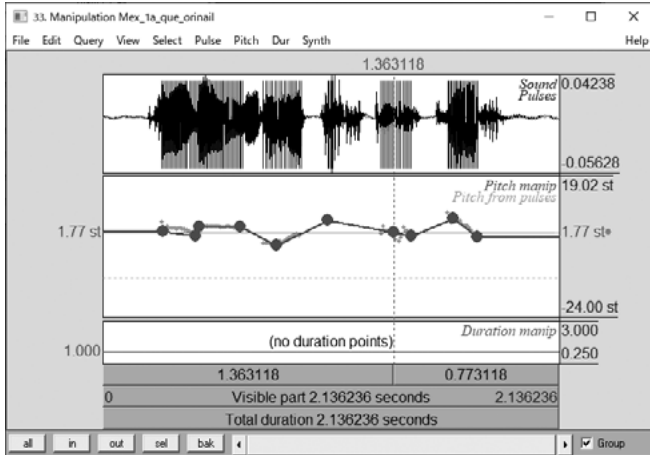 33. Manipulation Mex_1a_que_orinail
File Edit Query View Select Pulse Pitch Dur Synth Help
1.363118
Sound 0.04238
Pulses
-0.05628
Pitch manip 19.02 st
Pitch from pulses
1.77 st 1.77 st
-24.00 st
Duration manip 3.000
(no duration points)
1.000 0.250
1.363118 0.773118
0 Visible part 2.136236 seconds 2.136236
Total duration 2.136236 seconds
all in out sel bak Group